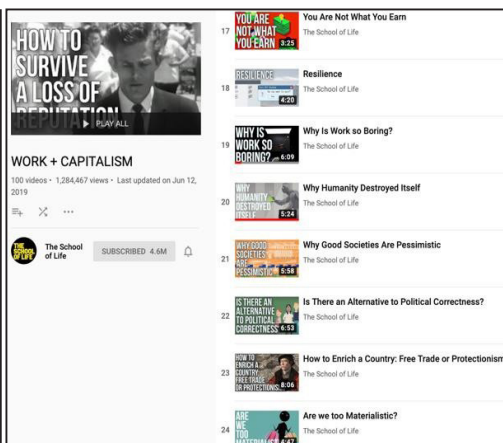 HOW TO
SURVIVE
A LOSS OF
REPUTATION
PLAY ALL
WORK + CAPITALISM
100 videos • 1,284,467 views • Last updated on Jun 12,
2019
THE
SCHOOL
OF LIFE
The School
of Life
SUBSCRIBED 4.6M
17
YOU ARE
NOT WHAT
YOU EARN
3:25
You Are Not What You Earn
The School of Life
18
RESILIENCE
4:20
Resilience
The School of Life
19
WHY IS
WORK SO
BORING?
6:09
Why Is Work so Boring?
The School of Life
20
WHY
HUMANITY
DESTROYED
ITSELF
5:24
Why Humanity Destroyed Itself
The School of Life
21
WHY GOOD
SOCIETIES
ARE
PESSIMISTIC
5:58
Why Good Societies Are Pessimistic
The School of Life
22
IS THERE AN
ALTERNATIVE
TO POLITICAL
CORRECTNESS?
6:53
Is There an Alternative to Political Correctness?
The School of Life
23
HOW TO
ENRICH A
COUNTRY:
FREE TRADE
OR PROTECTIONISM
8:06
How to Enrich a Country: Free Trade or Protectionism
The School of Life
24
ARE
WE
TOO
MATERIALISTIC
4:47
Are we too Materialistic?
The School of Life